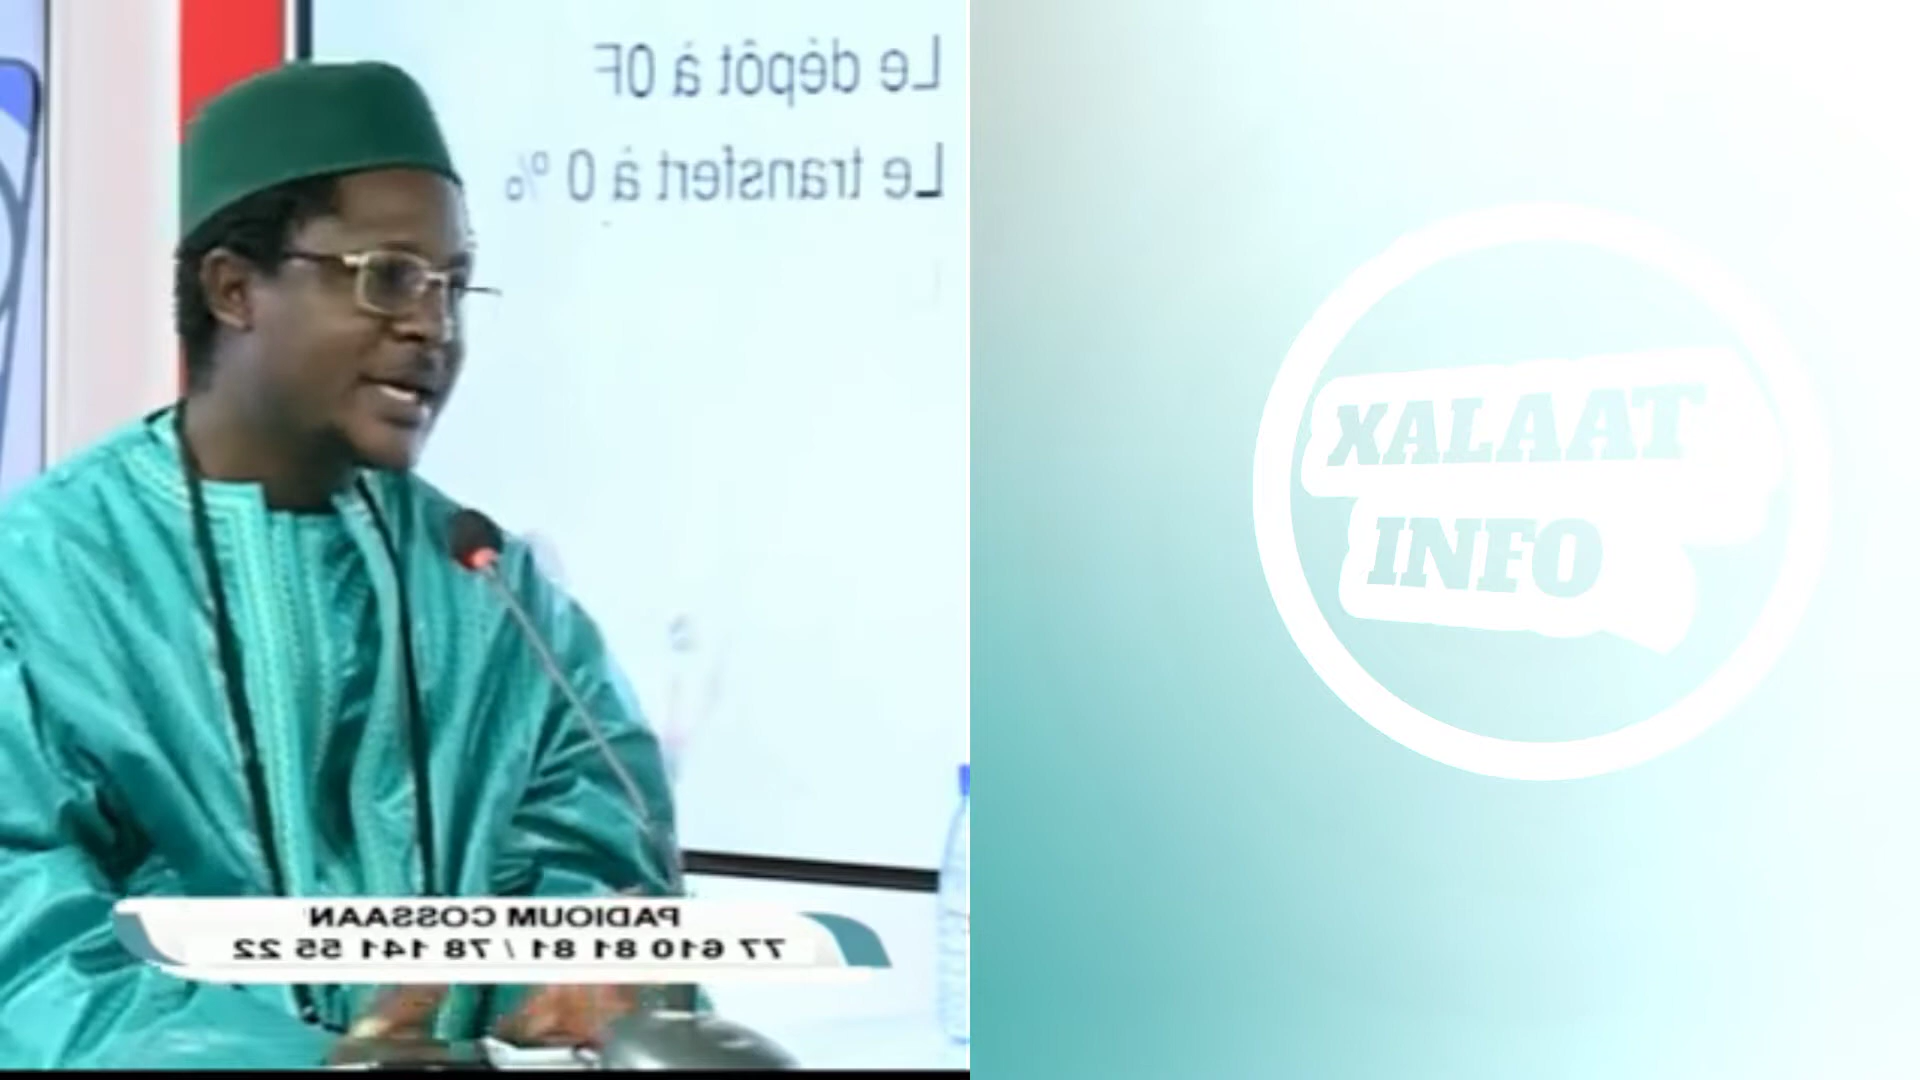 Le dépôt à 0F
Le transfert à 0 %
PADIOUM COSSAAN
77 610 81 81 / 78 141 55 22
XALAAT
INFO